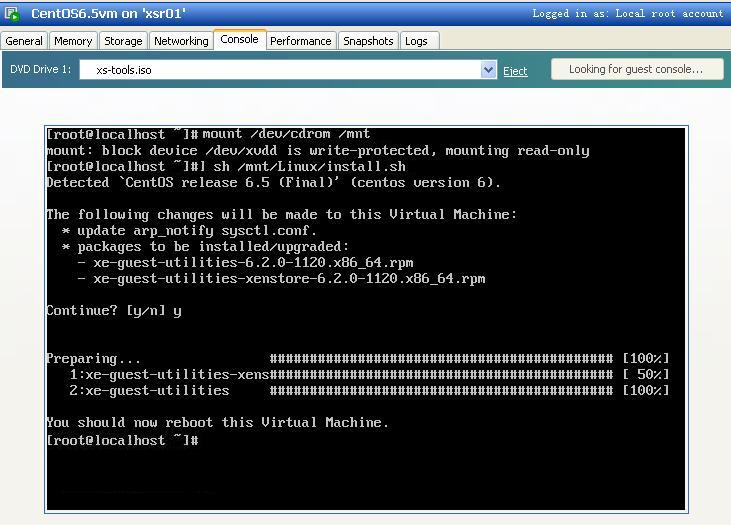 CentOS6.5vm on 'xsr01' Logged in as: Local root account
General Memory Storage Networking Console Performance Snapshots Logs
DVD Drive 1: xs-tools.iso Eject Looking for guest console...
[root@localhost ~]# mount /dev/cdrom /mnt
mount: block device /dev/xvdd is write-protected, mounting read-only
[root@localhost ~]#l sh /mnt/Linux/install.sh
Detected `CentOS release 6.5 (Final)' (centos version 6).
The following changes will be made to this Virtual Machine:
* update arp_notify sysctl.conf.
* packages to be installed/upgraded:
- xe-guest-utilities-6.2.0-1120.x86_64.rpm
- xe-guest-utilities-xenstore-6.2.0-1120.x86_64.rpm
Continue? [y/n] y
Preparing... ########################################### [100%]
1:xe-guest-utilities-xens########################################### [ 50%]
2:xe-guest-utilities ########################################### [100%]
You should now reboot this Virtual Machine.
[root@localhost ~]#